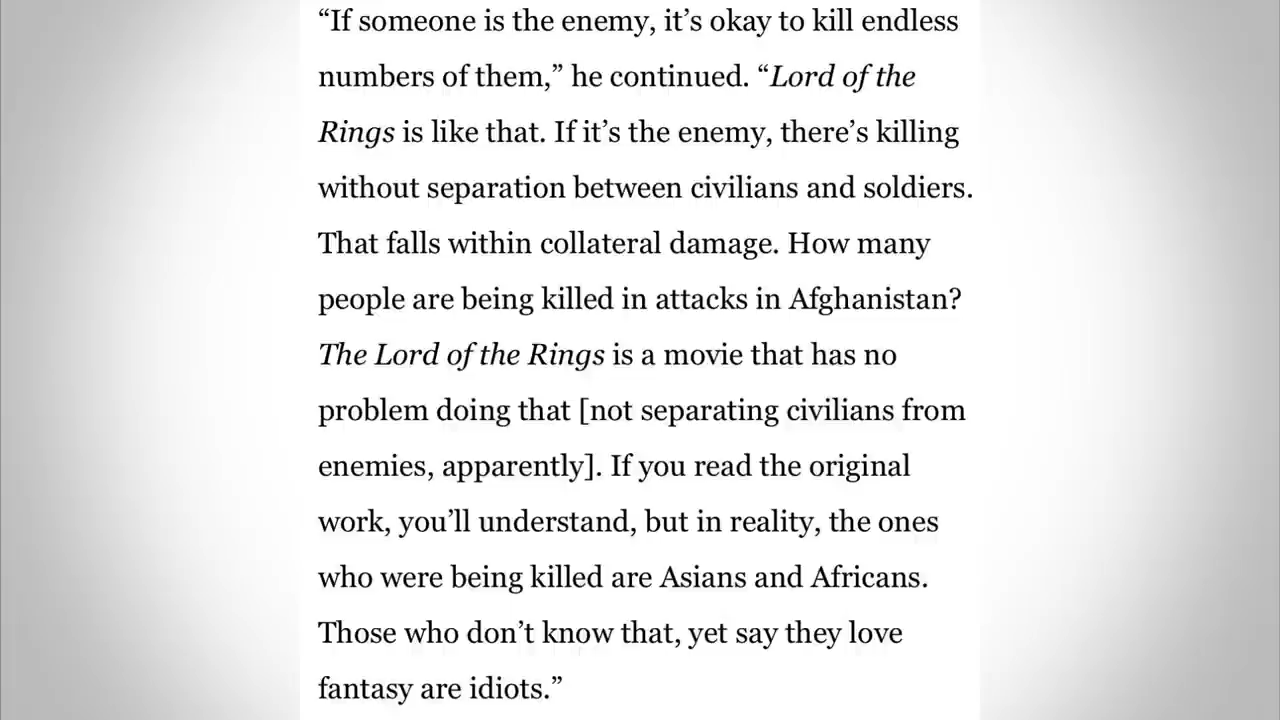 “If someone is the enemy, it’s okay to kill endless
numbers of them,” he continued. “Lord of the
Rings is like that. If it’s the enemy, there’s killing
without separation between civilians and soldiers.
That falls within collateral damage. How many
people are being killed in attacks in Afghanistan?
The Lord of the Rings is a movie that has no
problem doing that [not separating civilians from
enemies, apparently]. If you read the original
work, you’ll understand, but in reality, the ones
who were being killed are Asians and Africans.
Those who don’t know that, yet say they love
fantasy are idiots.”